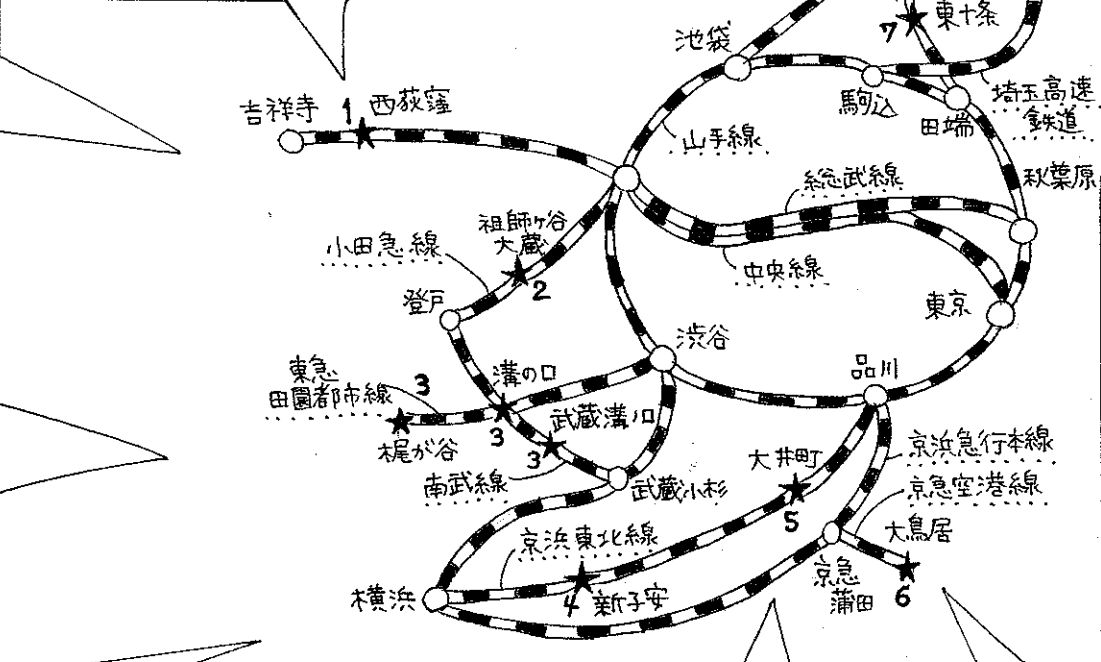 7
東十条
池袋
駒込
田端
埼玉高速
鉄道
吉祥寺
1
西荻窪
山手線
総武線
秋葉原
祖師ヶ谷
大蔵
2
小田急線
中央線
登戸
東京
渋谷
品川
東急
田園都市線
3
溝の口
3
武蔵溝ノ口
3
梶が谷
南武線
武蔵小杉
大井町
5
京浜急行本線
京急空港線
大鳥居
6
京浜東北線
京急
蒲田
横浜
4
新子安